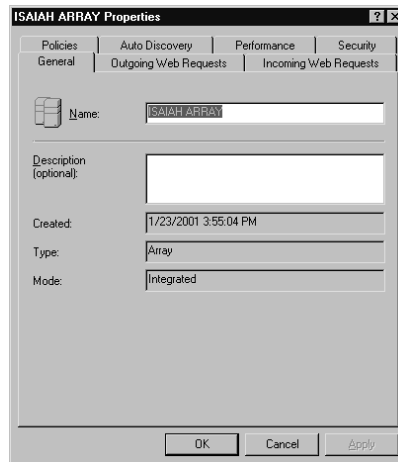 ISAIAH ARRAY Properties
Policies Auto Discovery Performance Security
General Outgoing Web Requests Incoming Web Requests
Name: ISAIAH ARRAY
Description
(optional):
Created: 1/23/2001 3:55:04 PM
Type: Array
Mode: Integrated
OK Cancel Apply